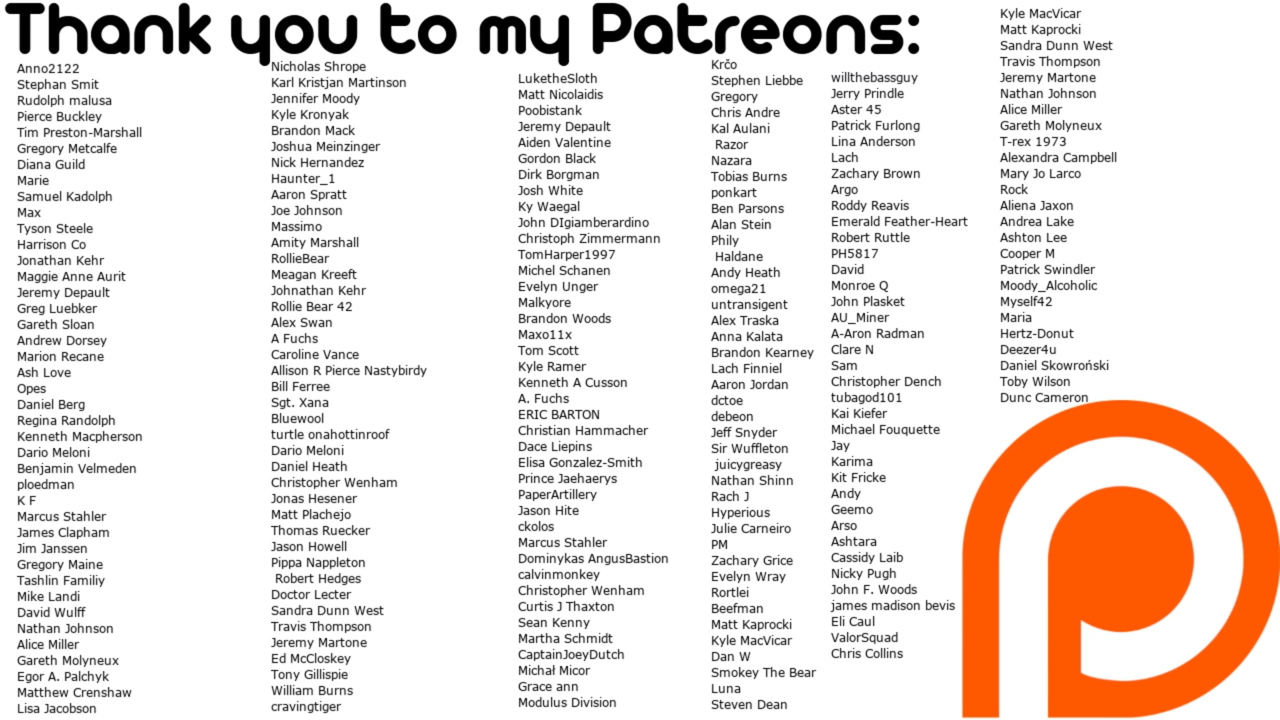 Thank you to my Patreons:
Anno2122
Stephan Smit
Rudolph malusa
Pierce Buckley
Tim Preston-Marshall
Gregory Metcalfe
Diana Guild
Marie
Samuel Kadolph
Max
Tyson Steele
Harrison Co
Jonathan Kehr
Maggie Anne Aurit
Jeremy Depault
Greg Luebker
Gareth Sloan
Andrew Dorsey
Marion Recane
Ash Love
Opes
Daniel Berg
Regina Randolph
Kenneth Macpherson
Dario Meloni
Benjamin Velmeden
ploedman
K F
Marcus Stahler
James Clapham
Jim Janssen
Gregory Maine
Tashlin Familiy
Mike Landi
David Wulff
Nathan Johnson
Alice Miller
Gareth Molyneux
Egor A. Palchyk
Matthew Crenshaw
Lisa Jacobson
Nicholas Shrope
Karl Kristjan Martinson
Jennifer Moody
Kyle Kronyak
Brandon Mack
Joshua Meinzinger
Nick Hernandez
Haunter_1
Aaron Spratt
Joe Johnson
Massimo
Amity Marshall
RollieBear
Meagan Kreeft
Johnathan Kehr
Rollie Bear 42
Alex Swan
A Fuchs
Caroline Vance
Allison R Pierce Nastybirdy
Bill Ferree
Sgt. Xana
Bluewool
turtle onahottinroof
Dario Meloni
Daniel Heath
Christopher Wenham
Jonas Hesener
Matt Plachejo
Thomas Ruecker
Jason Howell
Pippa Nappleton
Robert Hedges
Doctor Lecter
Sandra Dunn West
Travis Thompson
Jeremy Martone
Ed McCloskey
Tony Gillispie
William Burns
cravingtiger
LuketheSloth
Matt Nicolaidis
Poobistank
Jeremy Depault
Aiden Valentine
Gordon Black
Dirk Borgman
Josh White
Ky Waegal
John DIgiamberardino
Christoph Zimmermann
TomHarper1997
Michel Schanen
Evelyn Unger
Malkyore
Brandon Woods
Maxo11x
Tom Scott
Kyle Ramer
Kenneth A Cusson
A. Fuchs
ERIC BARTON
Christian Hammacher
Dace Liepins
Elisa Gonzalez-Smith
Prince Jaehaerys
PaperArtillery
Jason Hite
ckolos
Marcus Stahler
Dominykas AngusBastion
calvinmonkey
Christopher Wenham
Curtis J Thaxton
Sean Kenny
Martha Schmidt
CaptainJoeyDutch
Michał Micor
Grace ann
Modulus Division
Krčo
Stephen Liebbe
Gregory
Chris Andre
Kal Aulani
Razor
Nazara
Tobias Burns
ponkart
Ben Parsons
Alan Stein
Phily
Haldane
Andy Heath
omega21
untransigent
Alex Traska
Anna Kalata
Brandon Kearney
Lach Finniel
Aaron Jordan
dctoe
debeon
Jeff Snyder
Sir Wuffleton
juicygreasy
Nathan Shinn
Rach J
Hyperious
Julie Carneiro
PM
Zachary Grice
Evelyn Wray
Rortlei
Beefman
Matt Kaprocki
Kyle MacVicar
Dan W
Smokey The Bear
Luna
Steven Dean
willthebassguy
Jerry Prindle
Aster 45
Patrick Furlong
Lina Anderson
Lach
Zachary Brown
Argo
Roddy Reavis
Emerald Feather-Heart
Robert Ruttle
PH5817
David
Monroe Q
John Plasket
AU_Miner
A-Aron Radman
Clare N
Sam
Christopher Dench
tubagod101
Kai Kiefer
Michael Fouquette
Jay
Karima
Kit Fricke
Andy
Geemo
Arso
Ashtara
Cassidy Laib
Nicky Pugh
John F. Woods
james madison bevis
Eli Caul
ValorSquad
Chris Collins
Kyle MacVicar
Matt Kaprocki
Sandra Dunn West
Travis Thompson
Jeremy Martone
Nathan Johnson
Alice Miller
Gareth Molyneux
T-rex 1973
Alexandra Campbell
Mary Jo Larco
Rock
Aliena Jaxon
Andrea Lake
Ashton Lee
Cooper M
Patrick Swindler
Moody_Alcoholic
Myself42
Maria
Hertz-Donut
Deezer4u
Daniel Skowroński
Toby Wilson
Dunc Cameron